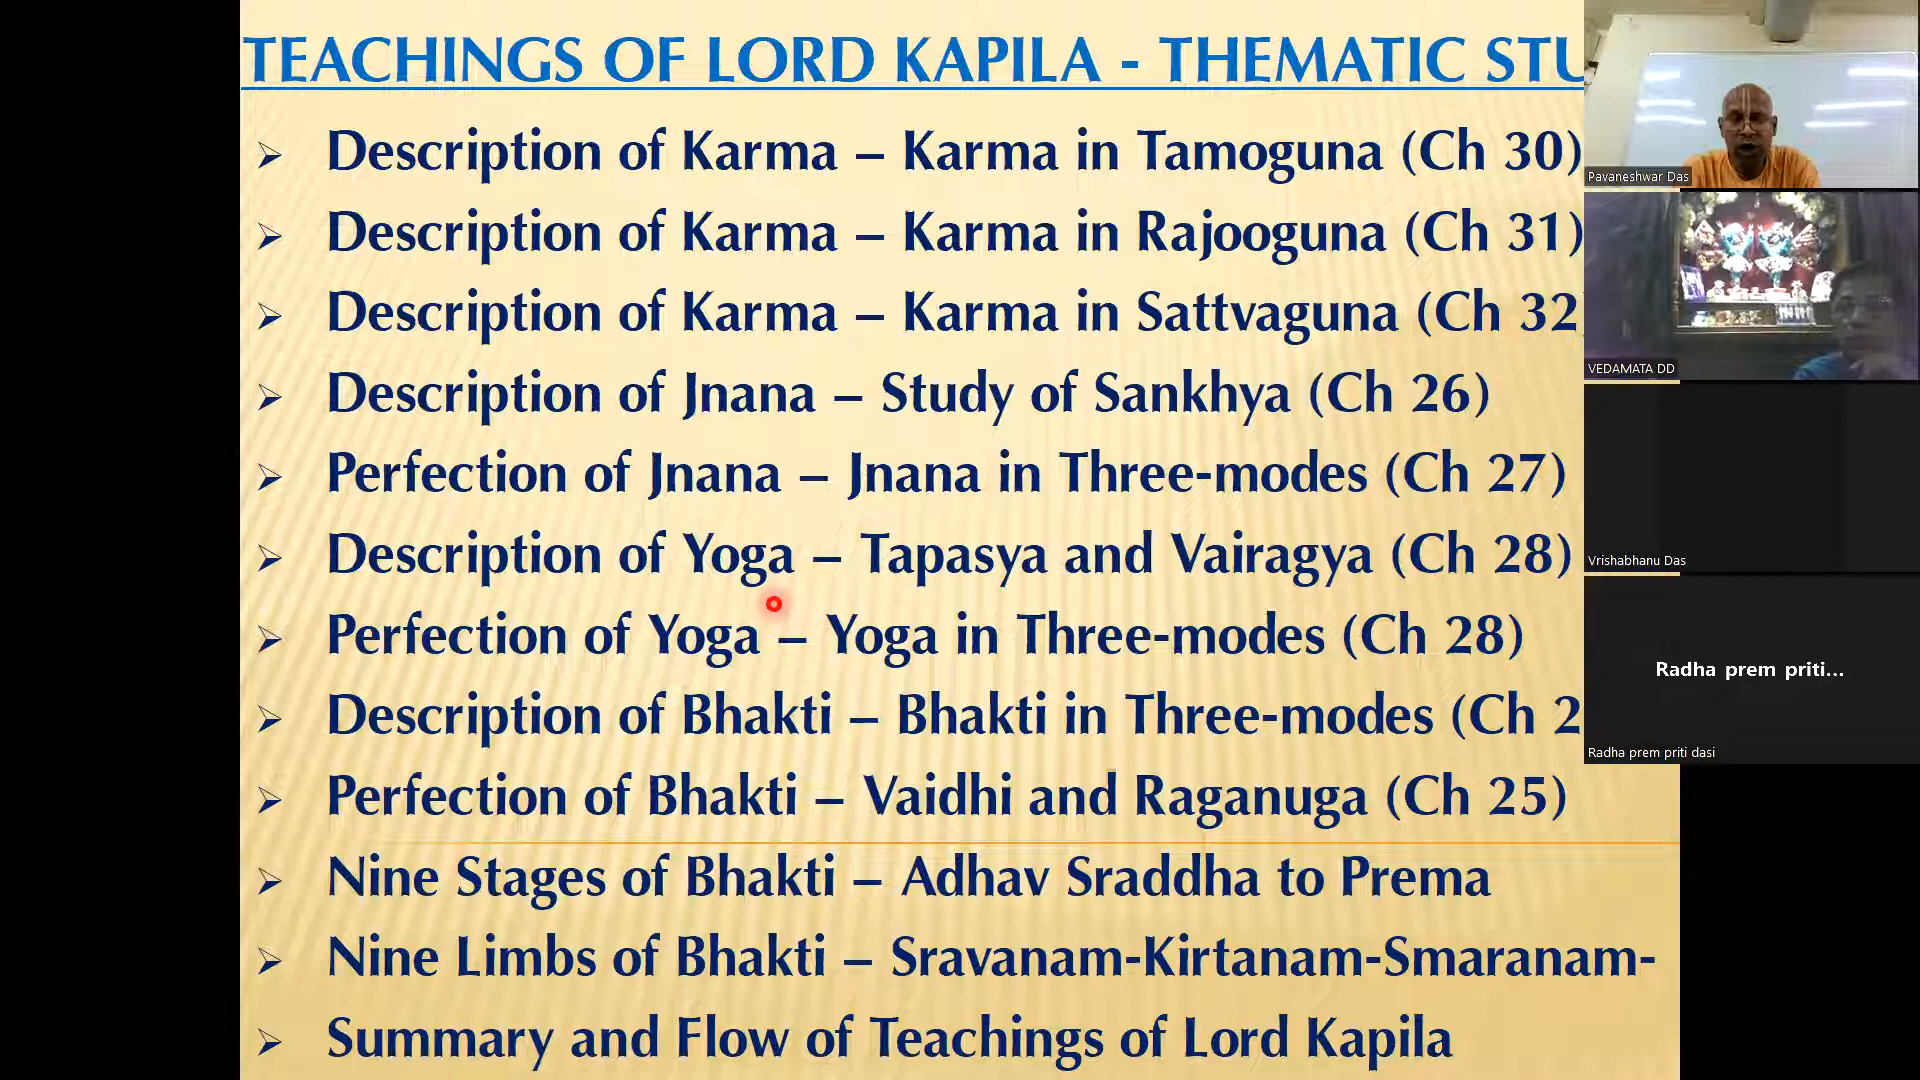 TEACHINGS OF LORD KAPILA - THEMATIC STU
➢ Description of Karma – Karma in Tamoguna (Ch 30)
➢ Description of Karma – Karma in Rajooguna (Ch 31)
➢ Description of Karma – Karma in Sattvaguna (Ch 32)
➢ Description of Jnana – Study of Sankhya (Ch 26)
➢ Perfection of Jnana – Jnana in Three-modes (Ch 27)
➢ Description of Yoga – Tapasya and Vairagya (Ch 28)
➢ Perfection of Yoga – Yoga in Three-modes (Ch 28)
➢ Description of Bhakti – Bhakti in Three-modes (Ch 2
➢ Perfection of Bhakti – Vaidhi and Raganuga (Ch 25)
➢ Nine Stages of Bhakti – Adhav Sraddha to Prema
➢ Nine Limbs of Bhakti – Sravanam-Kirtanam-Smaranam-
➢ Summary and Flow of Teachings of Lord Kapila
Pavaneshwar Das
VEDAMATA DD
Vrishabhanu Das
Radha prem priti...
Radha prem priti dasi